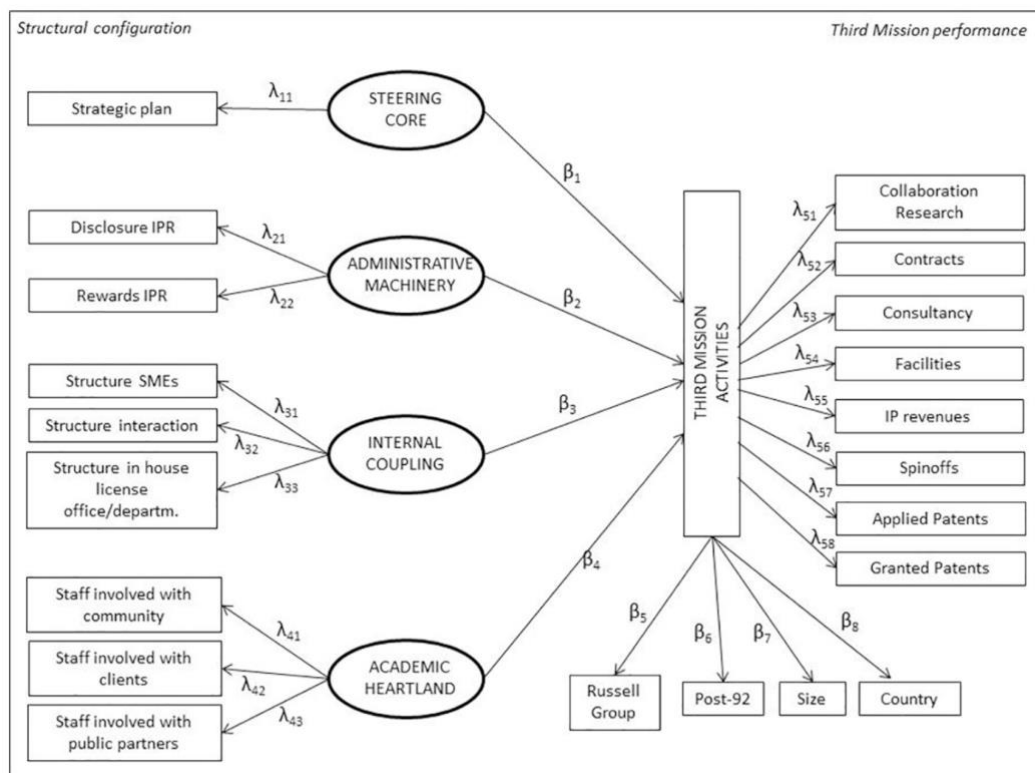 Structural configuration
Third Mission performance
Strategic plan
λ11
STEERING
CORE
β1
Disclosure IPR
λ21
Rewards IPR
λ22
ADMINISTRATIVE
MACHINERY
β2
Structure SMEs
λ31
Structure interaction
λ32
Structure in house
license
office/departm.
λ33
INTERNAL
COUPLING
β3
Staff involved with
community
λ41
Staff involved with
clients
λ42
Staff involved with
public partners
λ43
ACADEMIC
HEARTLAND
β4
THIRD MISSION
ACTIVITIES
λ51
Collaboration
Research
λ52
Contracts
λ53
Consultancy
λ54
Facilities
λ55
IP revenues
λ56
Spinoffs
λ57
Applied Patents
λ58
Granted Patents
β5
β6
β7
β8
Russell
Group
Post-92
Size
Country